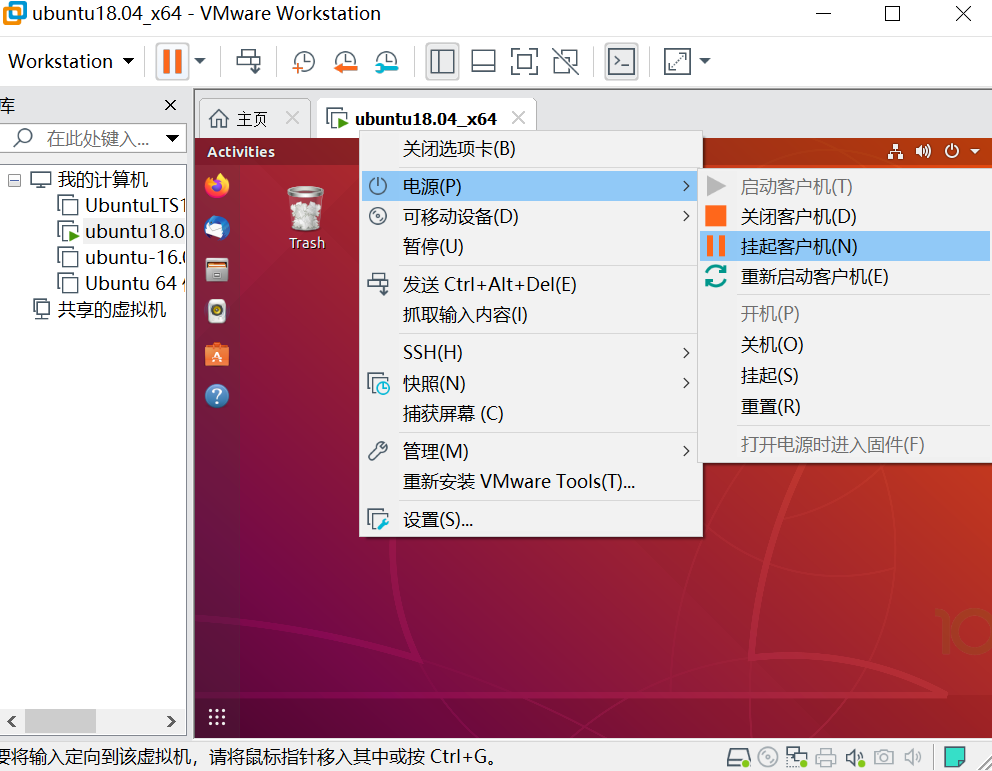 ubuntu18.04_x64 - VMware Workstation
Workstation
库
在此处键入...
我的计算机
UbuntuLTS1
ubuntu18.0
ubuntu-16.0
Ubuntu 64
共享的虚拟机
主页
ubuntu18.04_x64
Activities
Trash
关闭选项卡(B)
电源(P)
可移动设备(D)
暂停(U)
发送 Ctrl+Alt+Del(E)
抓取输入内容(I)
SSH(H)
快照(N)
捕获屏幕 (C)
管理(M)
重新安装 VMware Tools(T)...
设置(S)...
启动客户机(T)
关闭客户机(D)
挂起客户机(N)
重新启动客户机(E)
开机(P)
关机(O)
挂起(S)
重置(R)
打开电源时进入固件(F)
要将输入定向到该虚拟机，请将鼠标指针移入其中或按 Ctrl+G。